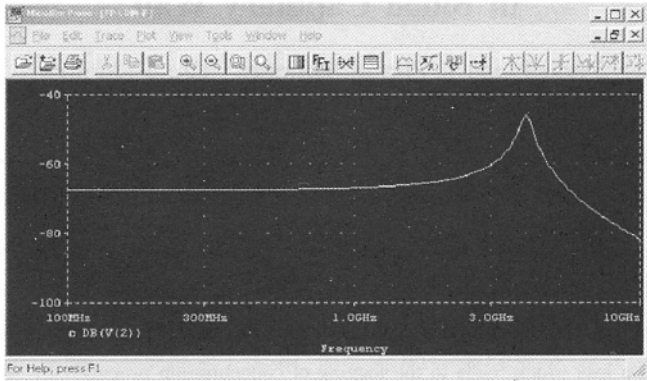 File Edit Trace Plot View Tools Window Help
FFT
-40
-60
-80
-100
100MHz 300MHz 1.0GHz 3.0GHz 10GHz
DB(V(2))
Frequency
For Help, press F1